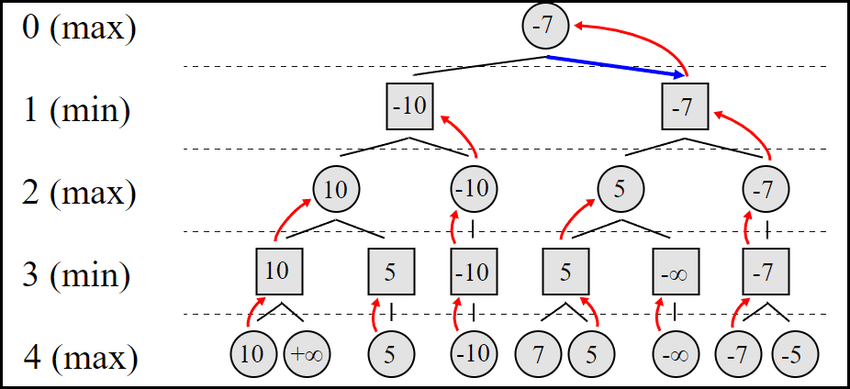 0 (max) -7
1 (min) -10 -7
2 (max) 10 -10 5 -7
3 (min) 10 5 -10 5 -∞ -7
4 (max) 10 +∞ 5 -10 7 5 -∞ -7 -5